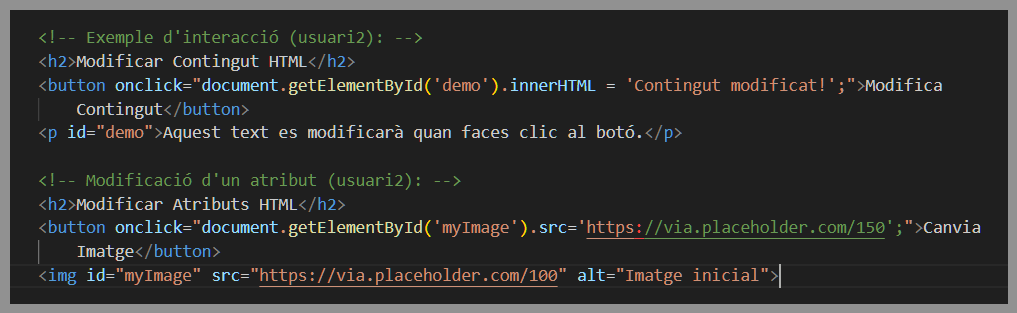 <!-- Exemple d'interacció (usuari2): -->
<h2>Modificar Contingut HTML</h2>
<button onclick="document.getElementById('demo').innerHTML = 'Contingut modificat!';">Modifica
Contingut</button>
<p id="demo">Aquest text es modificarà quan faces clic al botó.</p>
<!-- Modificació d'un atribut (usuari2): -->
<h2>Modificar Atributs HTML</h2>
<button onclick="document.getElementById('myImage').src='https://via.placeholder.com/150';">Canvia
Imatge</button>
<img id="myImage" src="https://via.placeholder.com/100" alt="Imatge inicial">